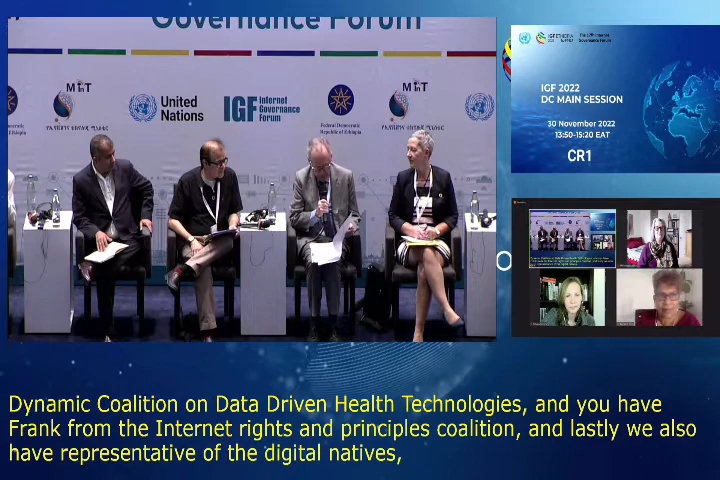 Governance Forum
United
Nations
IGF Internet
Governance
Forum
Federal Democratic
Republic of Ethiopia
IGF 2022
DC MAIN SESSION
30 November 2022
13:50-15:20 EAT
CR1
Dynamic Coalition on Data Driven Health Technologies, and you have
Frank from the Internet rights and principles coalition, and lastly we also
have representative of the digital natives,